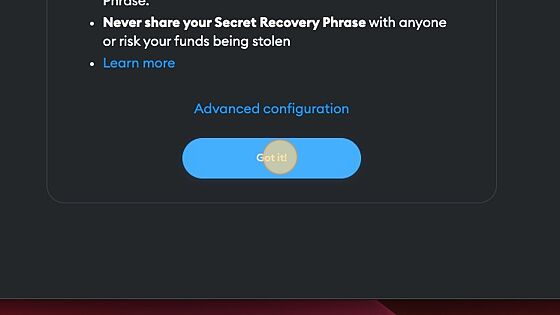 Phrase.
Never share your Secret Recovery Phrase with anyone
or risk your funds being stolen
Learn more
Advanced configuration
Got it!